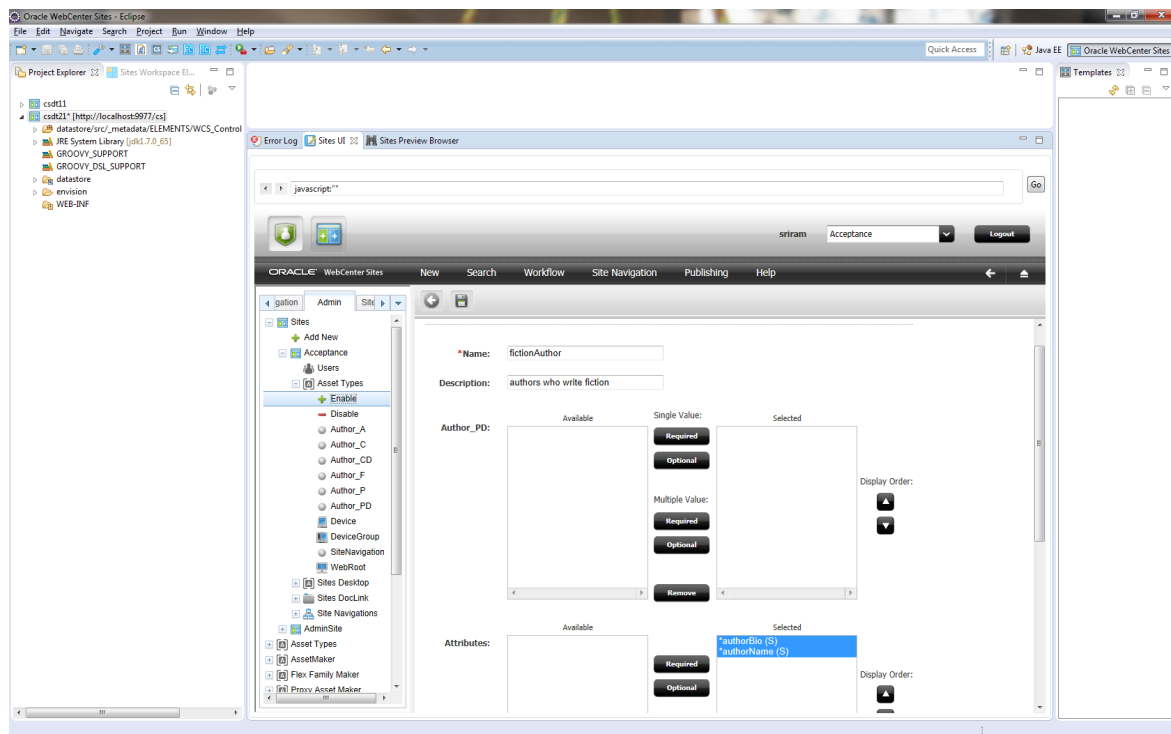 Oracle WebCenter Sites - Eclipse
File Edit Navigate Search Project Run Window Help
Quick Access
Java EE
Oracle WebCenter Sites
Project Explorer
Sites Workspace El...
csdt11
csdt21* [http://localhost:9977/cs]
datastore/src/_metadata/ELEMENTS/WCS_Control
JRE System Library [jdk1.7.0_65]
GROOVY_SUPPORT
GROOVY_DSL_SUPPORT
datastore
envision
WEB-INF
Error Log
Sites UI
Sites Preview Browser
javascript:""
Go
sriram
Acceptance
Logout
ORACLE WebCenter Sites
New Search Workflow Site Navigation Publishing Help
gation
Admin
Site
Sites
Add New
Acceptance
Users
Asset Types
Enable
Disable
Author_A
Author_C
Author_CD
Author_F
Author_P
Author_PD
Device
DeviceGroup
SiteNavigation
WebRoot
Sites Desktop
Sites DocLink
Site Navigations
AdminSite
Asset Types
AssetMaker
Flex Family Maker
Proxy Asset Maker
*Name:
fictionAuthor
Description:
authors who write fiction
Author_PD:
Available
Single Value:
Selected
Required
Optional
Multiple Value:
Required
Optional
Remove
Display Order:
Attributes:
Available
Selected
*authorBio (S)
*authorName (S)
Required
Optional
Display Order:
Templates